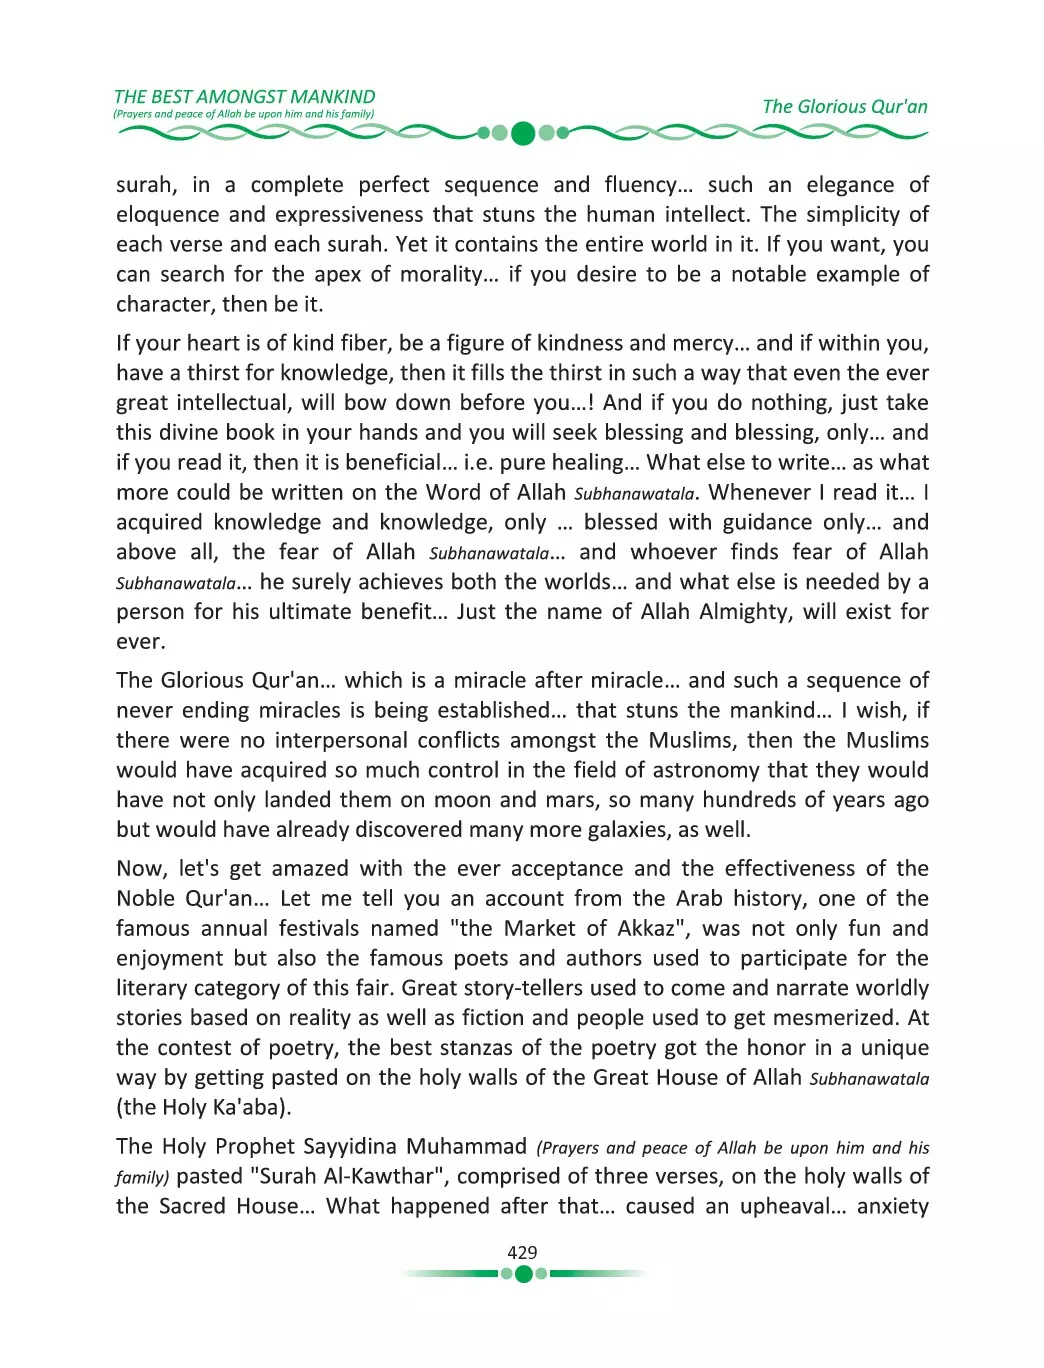 THE BEST AMONGST MANKIND
(Prayers and peace of Allah be upon him and his family)
The Glorious Qur'an
surah, in a complete perfect sequence and fluency… such an elegance of
eloquence and expressiveness that stuns the human intellect. The simplicity of
each verse and each surah. Yet it contains the entire world in it. If you want, you
can search for the apex of morality… if you desire to be a notable example of
character, then be it.
If your heart is of kind fiber, be a figure of kindness and mercy… and if within you,
have a thirst for knowledge, then it fills the thirst in such a way that even the ever
great intellectual, will bow down before you…! And if you do nothing, just take
this divine book in your hands and you will seek blessing and blessing, only… and
if you read it, then it is beneficial… i.e. pure healing… What else to write… as what
more could be written on the Word of Allah Subhanawatala. Whenever I read it… I
acquired knowledge and knowledge, only … blessed with guidance only… and
above all, the fear of Allah Subhanawatala… and whoever finds fear of Allah
Subhanawatala… he surely achieves both the worlds… and what else is needed by a
person for his ultimate benefit… Just the name of Allah Almighty, will exist for
ever.
The Glorious Qur'an… which is a miracle after miracle… and such a sequence of
never ending miracles is being established… that stuns the mankind… I wish, if
there were no interpersonal conflicts amongst the Muslims, then the Muslims
would have acquired so much control in the field of astronomy that they would
have not only landed them on moon and mars, so many hundreds of years ago
but would have already discovered many more galaxies, as well.
Now, let's get amazed with the ever acceptance and the effectiveness of the
Noble Qur'an… Let me tell you an account from the Arab history, one of the
famous annual festivals named "the Market of Akkaz", was not only fun and
enjoyment but also the famous poets and authors used to participate for the
literary category of this fair. Great story-tellers used to come and narrate worldly
stories based on reality as well as fiction and people used to get mesmerized. At
the contest of poetry, the best stanzas of the poetry got the honor in a unique
way by getting pasted on the holy walls of the Great House of Allah Subhanawatala
(the Holy Ka'aba).
The Holy Prophet Sayyidina Muhammad (Prayers and peace of Allah be upon him and his
family) pasted "Surah Al-Kawthar", comprised of three verses, on the holy walls of
the Sacred House… What happened after that… caused an upheaval… anxiety
429